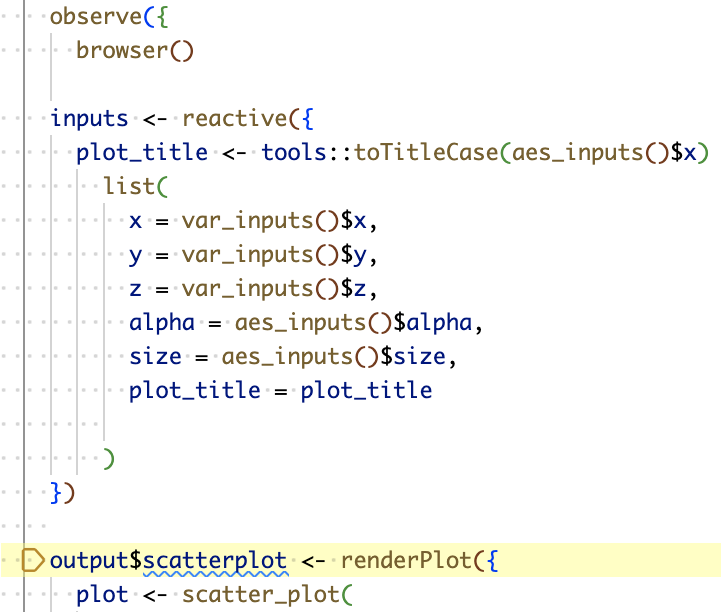 observe({
browser()
inputs <- reactive({
plot_title <- tools::toTitleCase(aes_inputs()$x)
list(
x = var_inputs()$x,
y = var_inputs()$y,
z = var_inputs()$z,
alpha = aes_inputs()$alpha,
size = aes_inputs()$size,
plot_title = plot_title
)
})
output$scatterplot <- renderPlot({
plot <- scatter_plot(